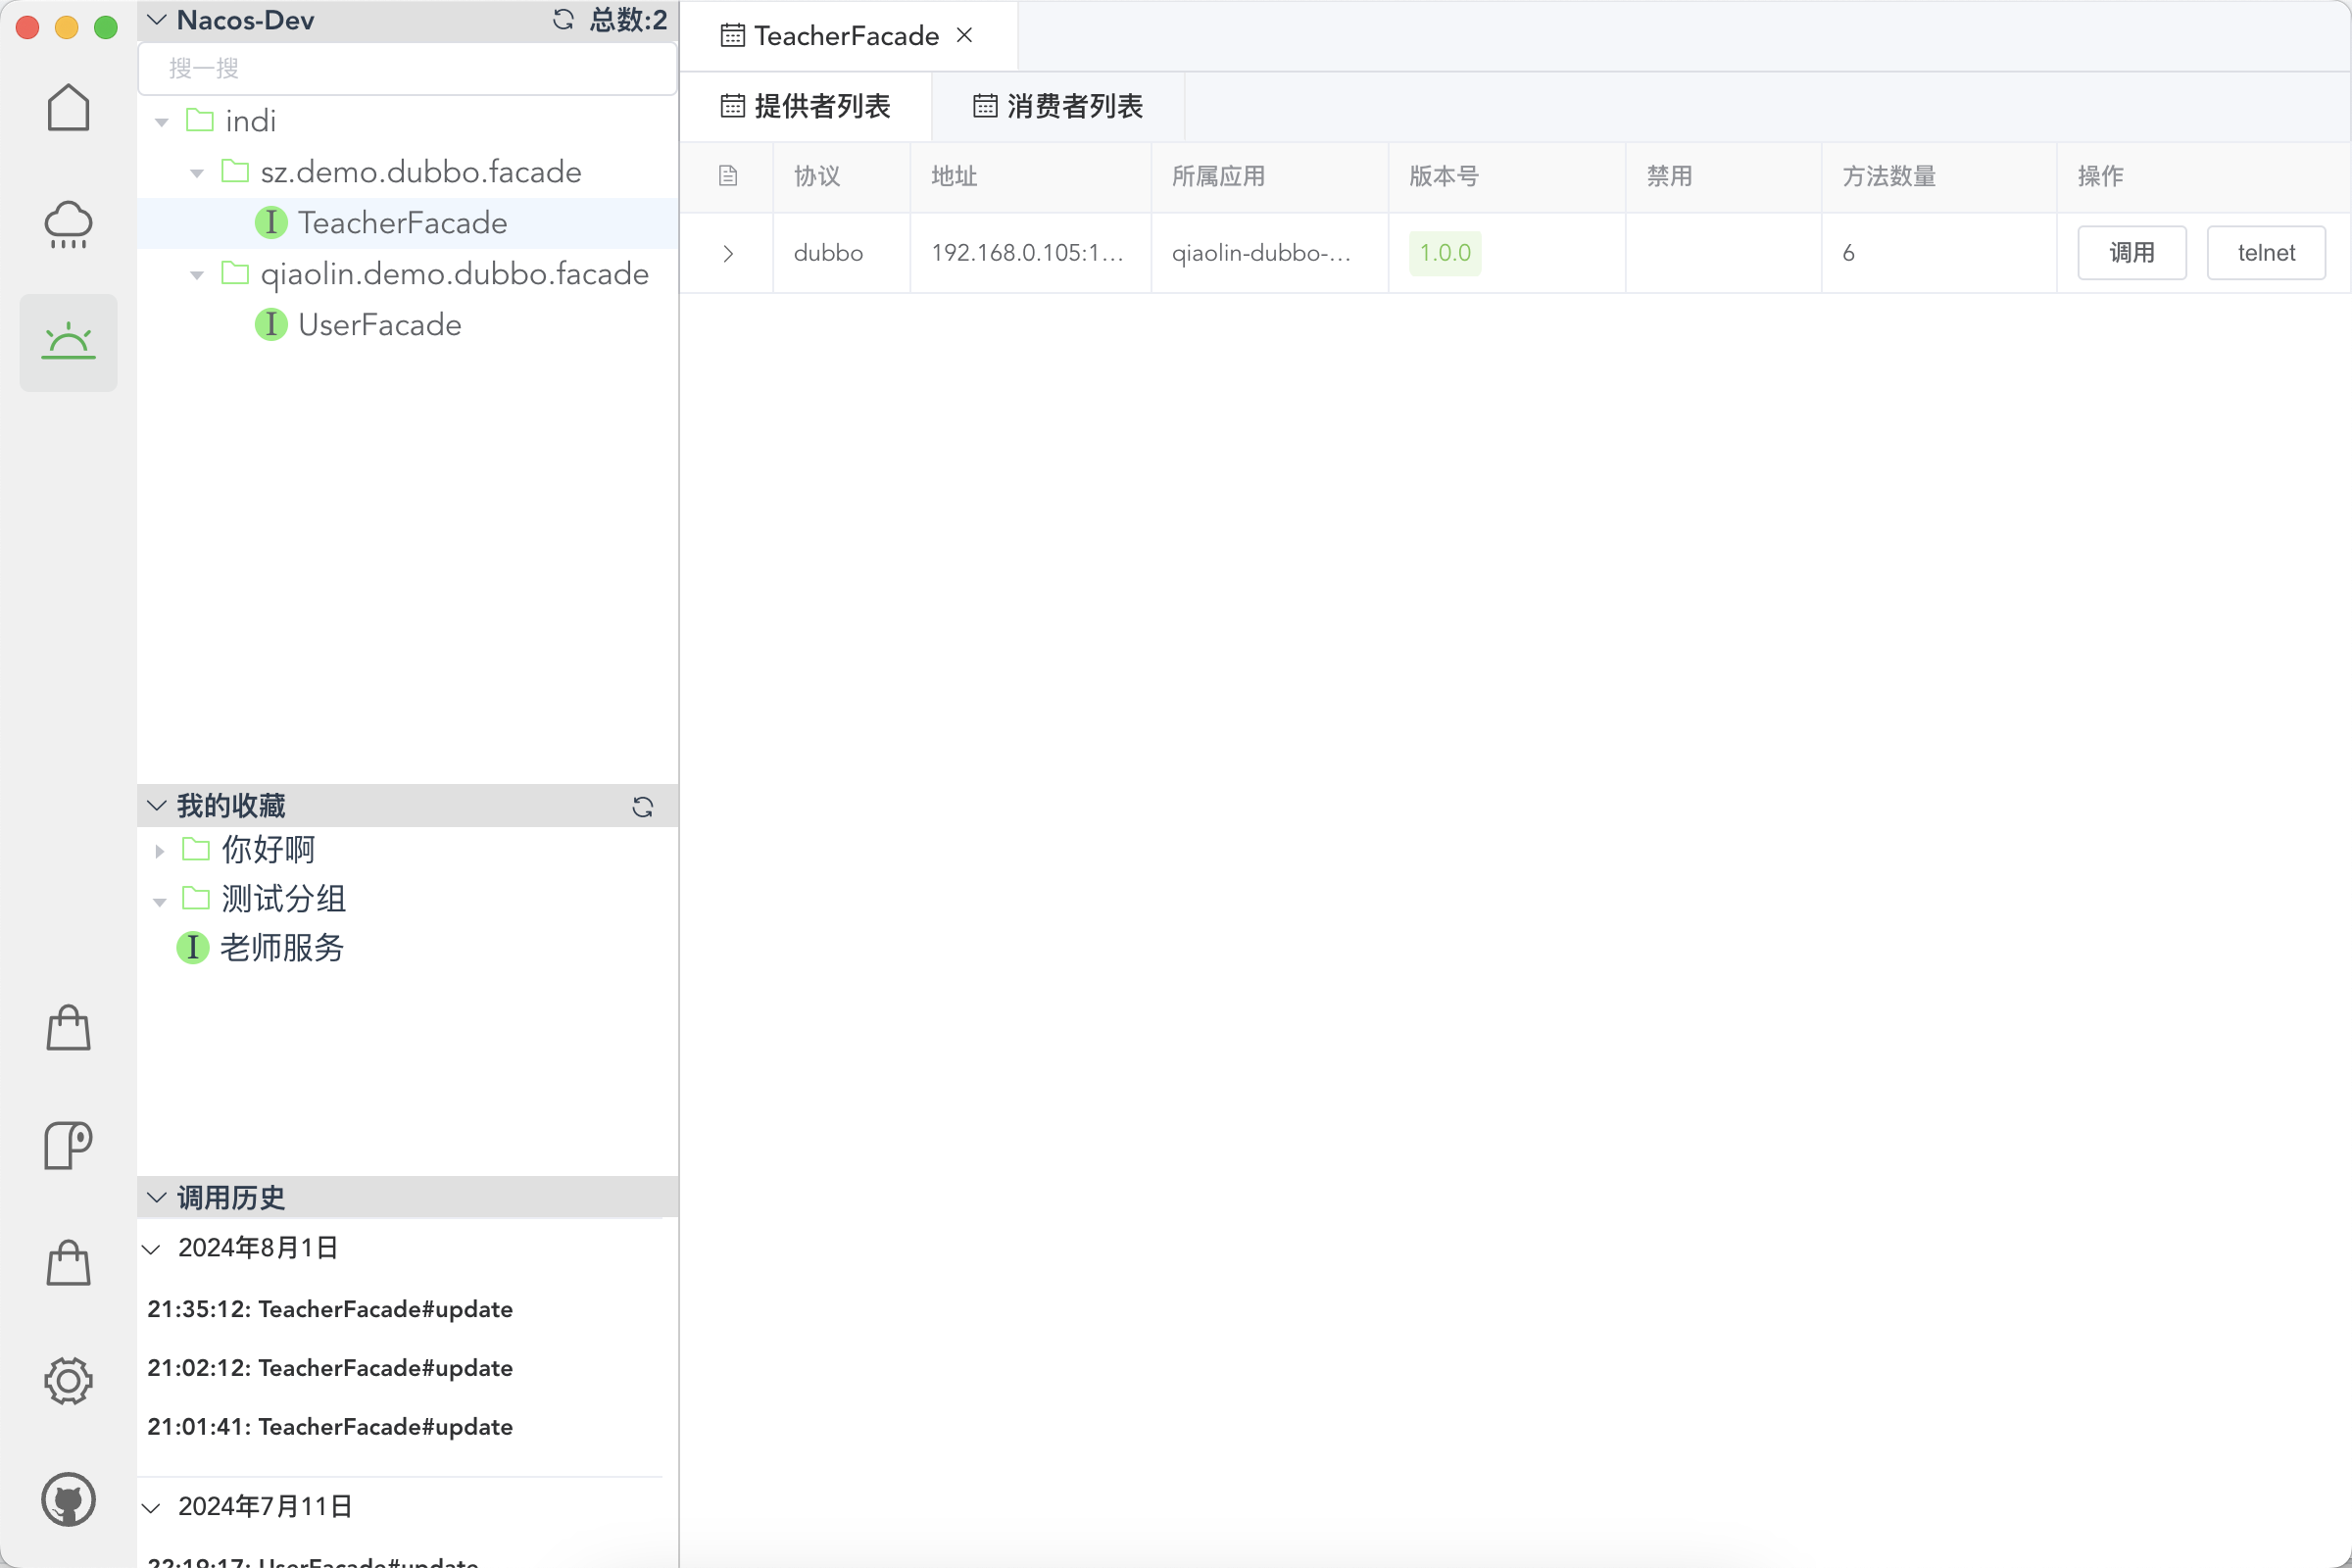 Nacos-Dev 总数:2
搜一搜
indi
sz.demo.dubbo.facade
I TeacherFacade
qiaolin.demo.dubbo.facade
I UserFacade
我的收藏
你好啊
测试分组
I 老师服务
调用历史
2024年8月1日
21:35:12: TeacherFacade#update
21:02:12: TeacherFacade#update
21:01:41: TeacherFacade#update
2024年7月11日
22:19:17: UserFacade#update
TeacherFacade
提供者列表 消费者列表
协议 地址 所属应用 版本号 禁用 方法数量 操作
dubbo 192.168.0.105:1... qiaolin-dubbo-... 1.0.0 6 调用 telnet